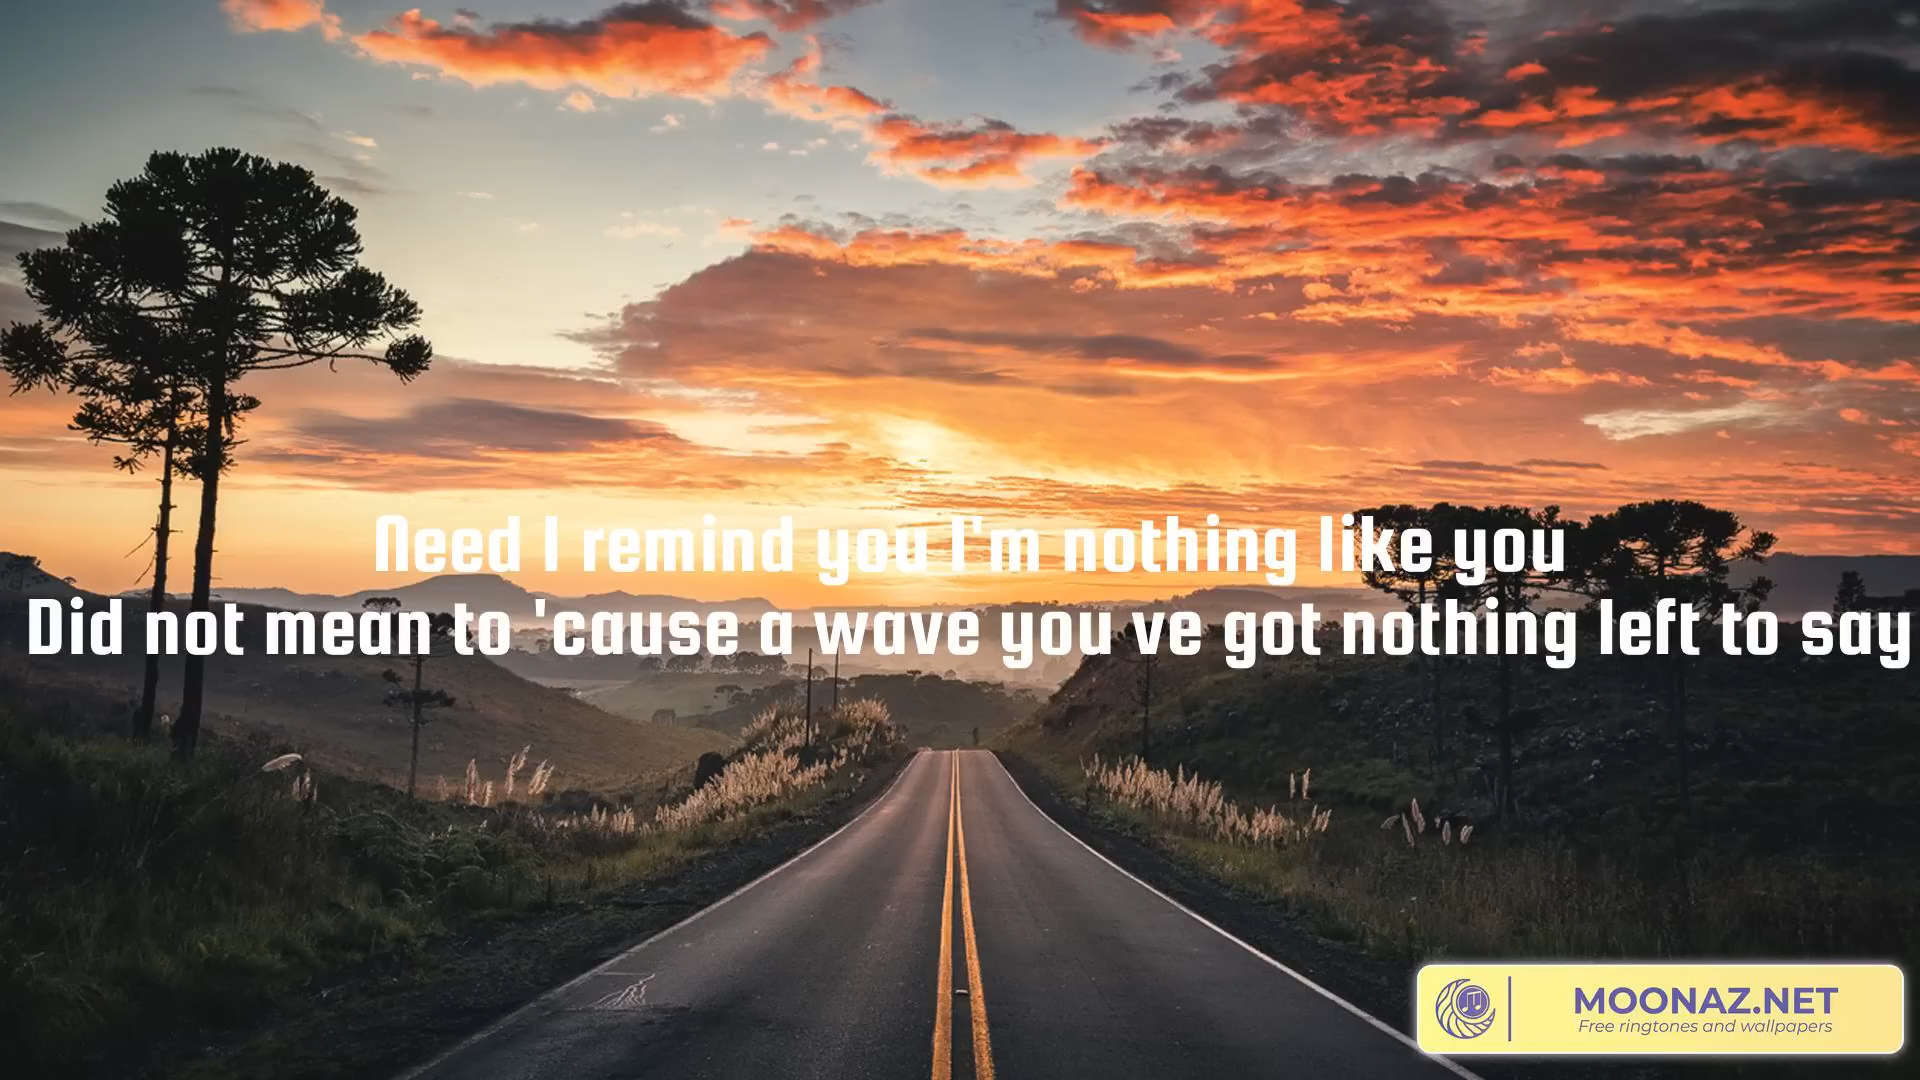 Need I remind you I'm nothing like you
Did not mean to 'cause a wave you ve got nothing left to say
MOONAZ.NET
Free ringtones and wallpapers